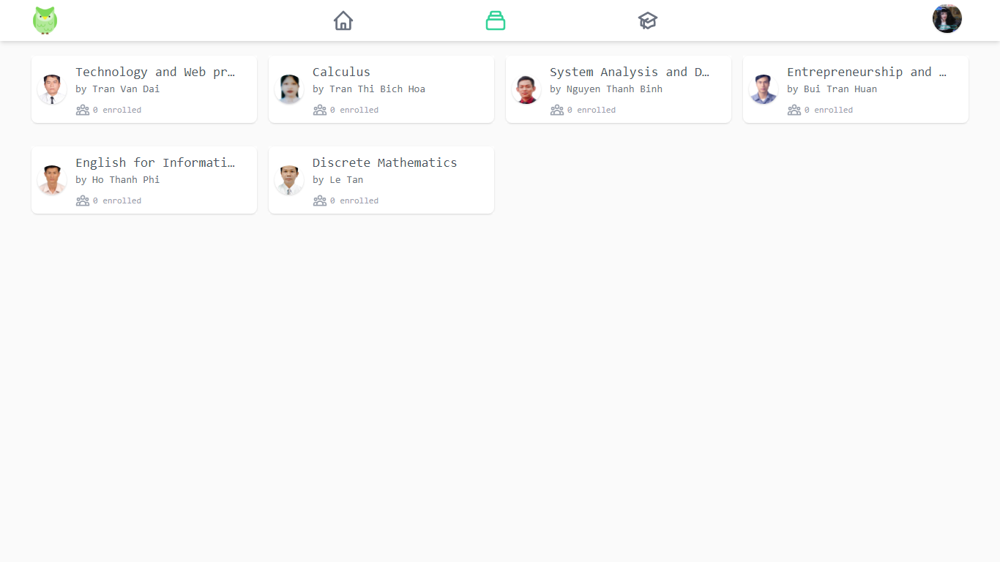 Technology and Web pr…
by Tran Van Dai
0 enrolled
Calculus
by Tran Thi Bich Hoa
0 enrolled
System Analysis and D…
by Nguyen Thanh Binh
0 enrolled
Entrepreneurship and …
by Bui Tran Huan
0 enrolled
English for Informati…
by Ho Thanh Phi
0 enrolled
Discrete Mathematics
by Le Tan
0 enrolled